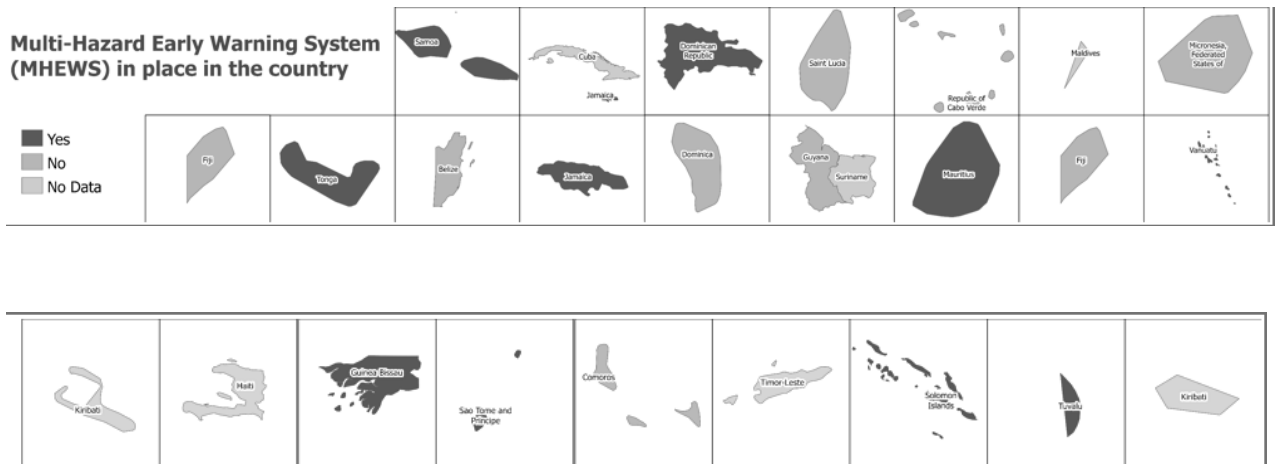 Multi-Hazard Early Warning System
(MHEWS) in place in the country
Yes
No
No Data
Samoa
Cuba
Jamaica
Dominican
Republic
Saint Lucia
Republic of
Cabo Verde
Maldives
Micronesia,
Federated
States of
Fiji
Tonga
Belize
Jamaica
Dominica
Guyana
Suriname
Mauritius
Fiji
Vanuatu
Kiribati
Haiti
Guinea Bissau
Sao Tome and
Principe
Comoros
Timor-Leste
Solomon
Islands
Tuvalu
Kiribati